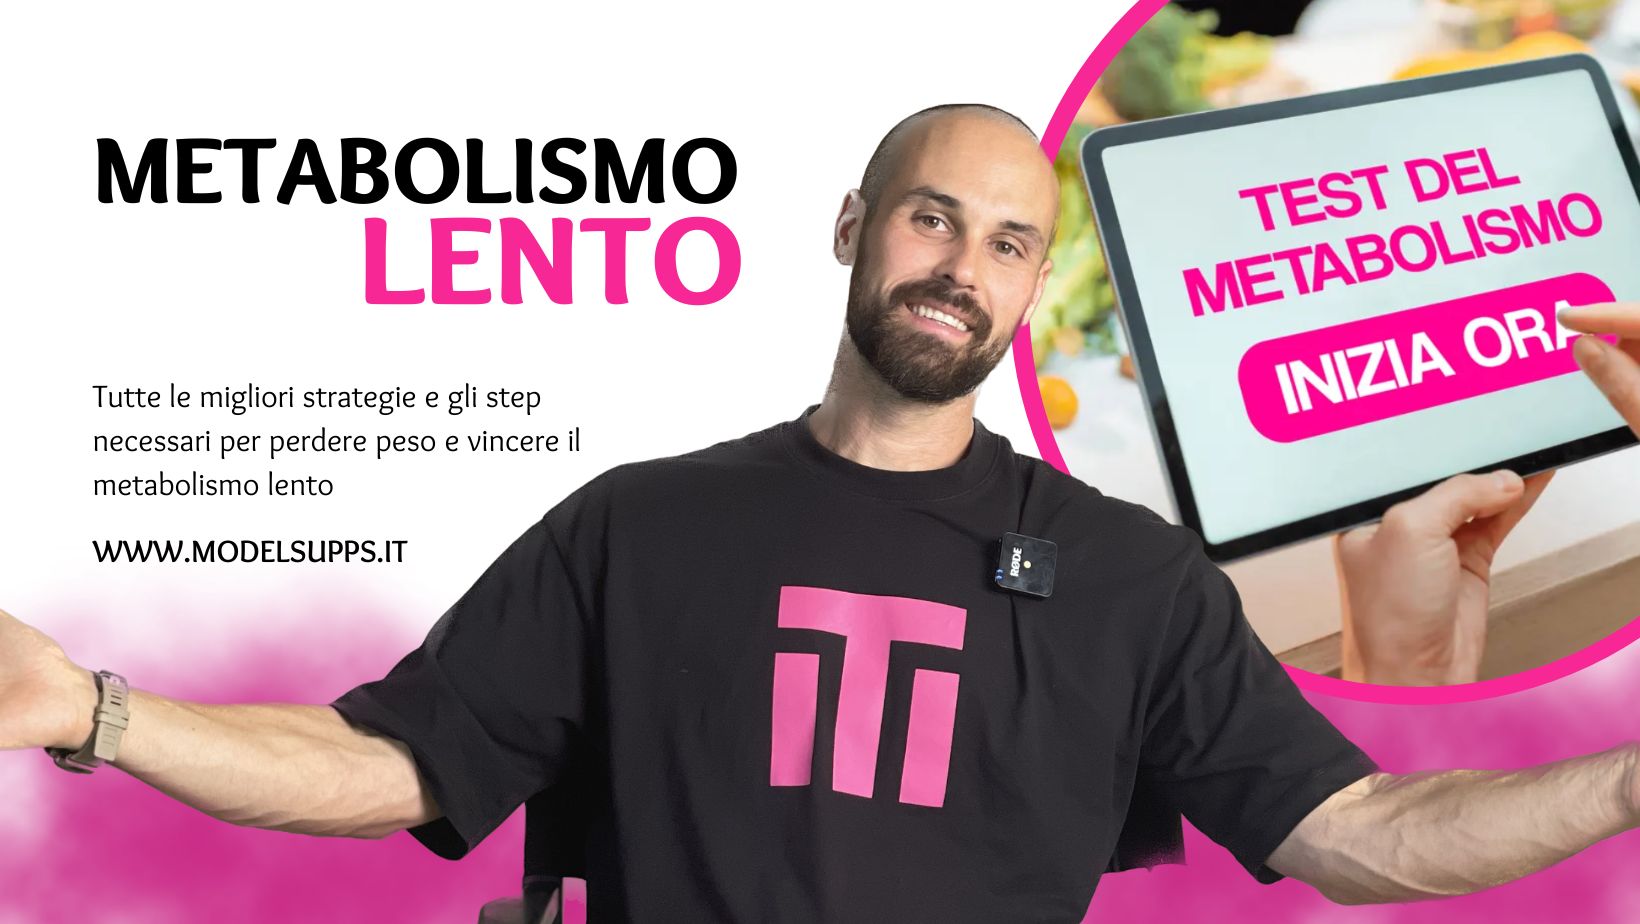 METABOLISMO
LENTO
Tutte le migliori strategie e gli step
necessari per perdere peso e vincere il
metabolismo lento
WWW.MODELSUPPS.IT
TEST DEL
METABOLISMO
INIZIA ORA
RØDE